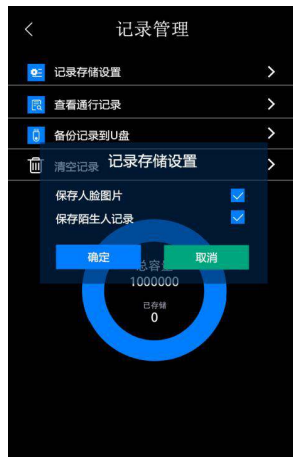 记录管理
记录存储设置
查看通行记录
备份记录到U盘
清空记录
记录存储设置
保存人脸图片
保存陌生人记录
确定
取消
总容量
1000000
已存储
0